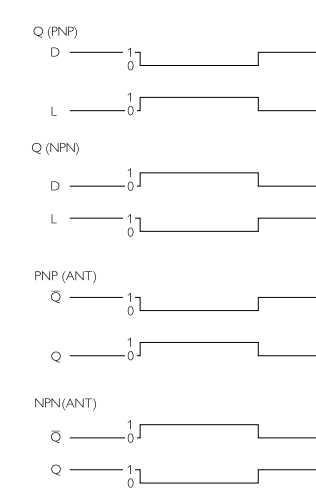 Q (PNP)
D 1
0
1
L 0
Q (NPN)
1
D 0
L 1
0
PNP (ANT)
Q̅ 1
0
1
Q 0
NPN(ANT)
1
Q̅ 0
Q 1
0